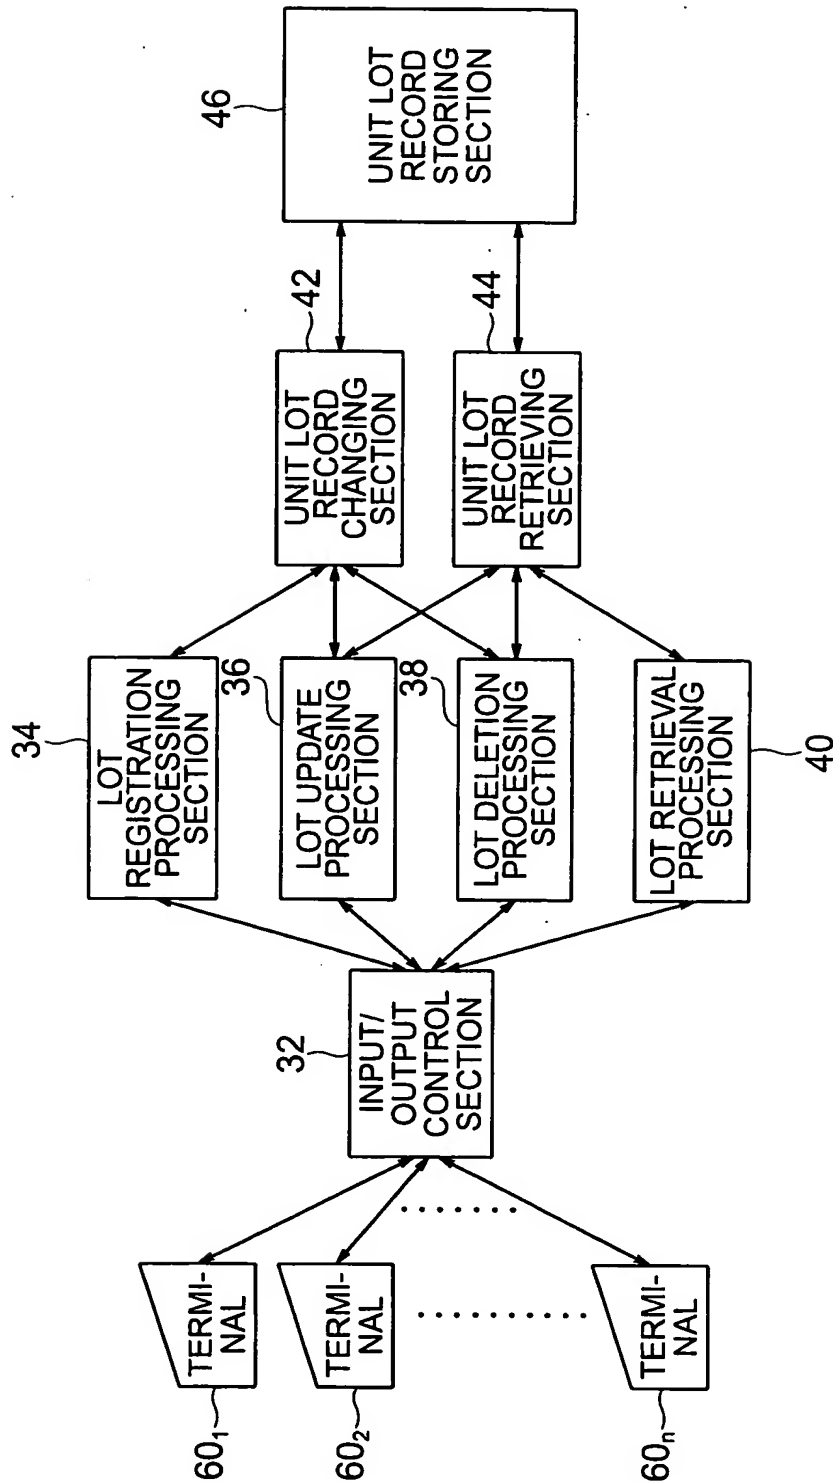 60₁
TERMI-
NAL
60₂
TERMI-
NAL
60ₙ
TERMI-
NAL
32
INPUT/
OUTPUT
CONTROL
SECTION
34
LOT
REGISTRATION
PROCESSING
SECTION
36
LOT UPDATE
PROCESSING
SECTION
38
LOT DELETION
PROCESSING
SECTION
40
LOT RETRIEVAL
PROCESSING
SECTION
42
UNIT LOT
RECORD
CHANGING
SECTION
44
UNIT LOT
RECORD
RETRIEVING
SECTION
46
UNIT LOT
RECORD
STORING
SECTION